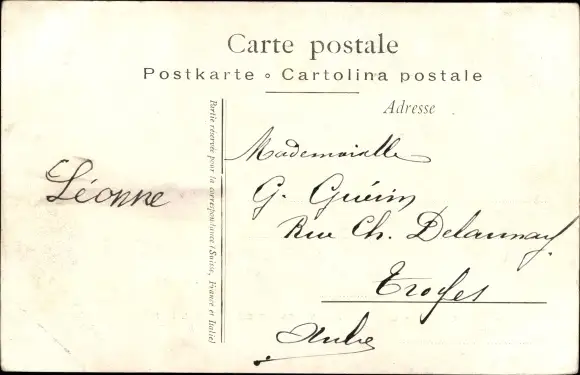 Carte postale
Postkarte ∘ Cartolina postale
Adresse
Partie réservée pour la correspondance (Suisse, France et Italie)
Léonne
Mademoiselle
G. Guérin
Rue Ch. Delaunay
Troyes
Aube